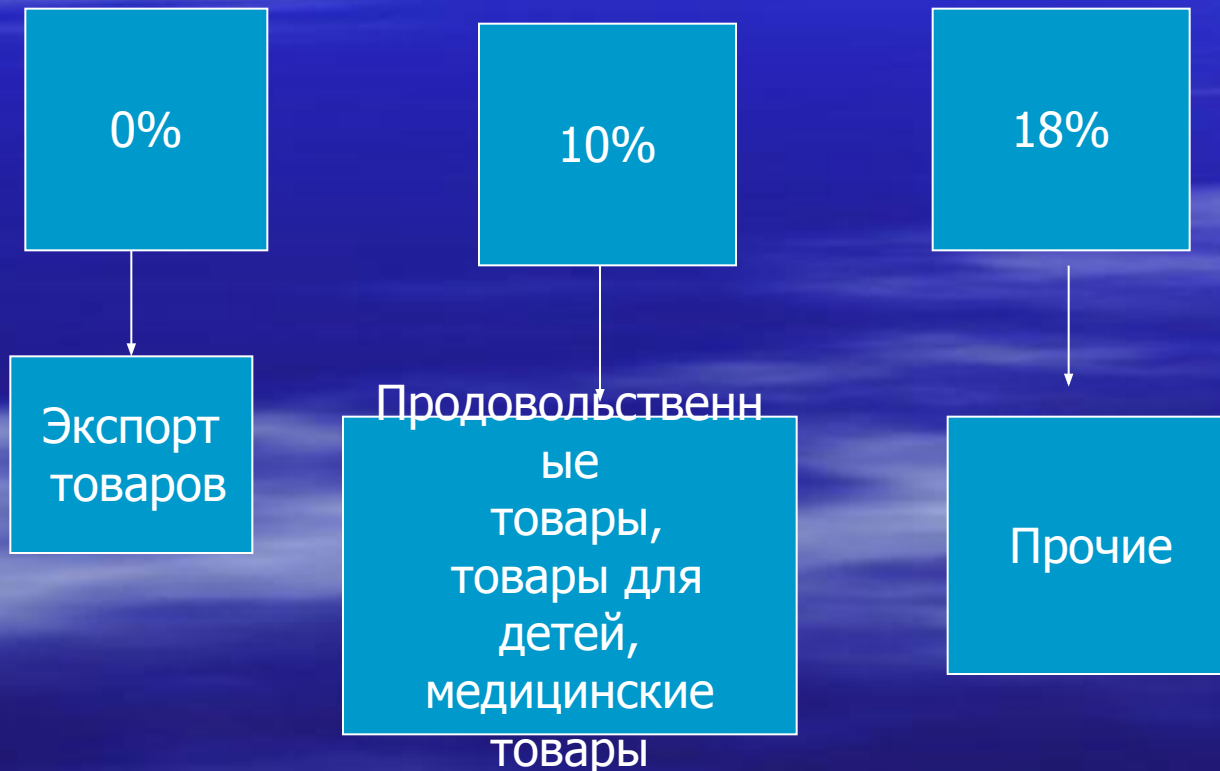 0%
10%
18%
Экспорт
товаров
Продовольственн
ые
товары,
товары для
детей,
медицинские
товары
Прочие